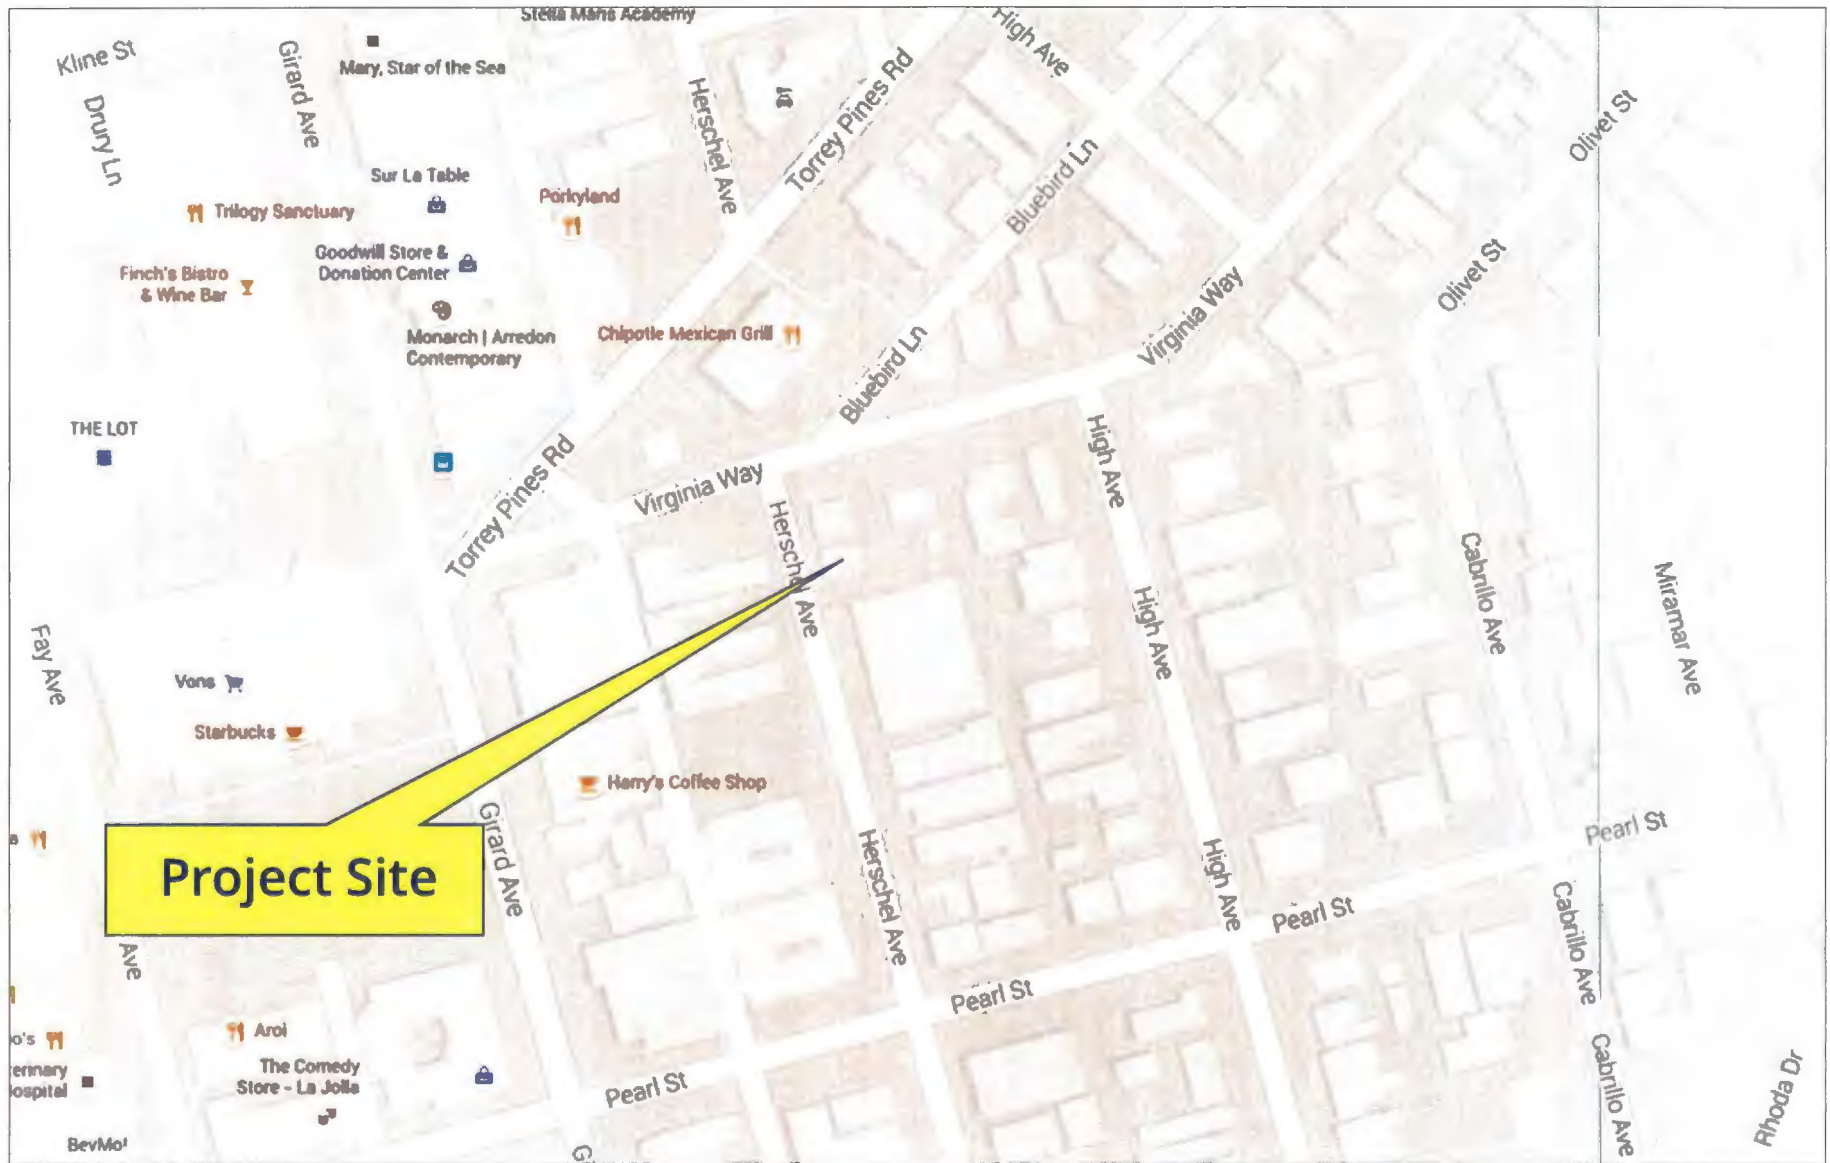 Stella Maris Academy
High Ave
Kline St
Girard Ave
Mary, Star of the Sea
Herschel Ave
Torrey Pines Rd
Drury Ln
Olivet St
Bluebird Ln
Sur La Table
Porkyland
Trilogy Sanctuary
Goodwill Store &
Donation Center
Finch's Bistro
& Wine Bar
Olivet St
Virginia Way
Monarch | Arredon
Contemporary
Chipotle Mexican Grill
Bluebird Ln
THE LOT
Torrey Pines Rd
Virginia Way
High Ave
Herschel Ave
Cabrillo Ave
Miramar Ave
High Ave
Fay Ave
Vons
Starbucks
Harry's Coffee Shop
Girard Ave
Project Site
Herschel Ave
High Ave
Pearl St
Pearl St
Cabrillo Ave
Ave
Pearl St
Aroi
The Comedy
Store - La Jolla
Pearl St
Cabrillo Ave
Rhoda Dr
BevMo!